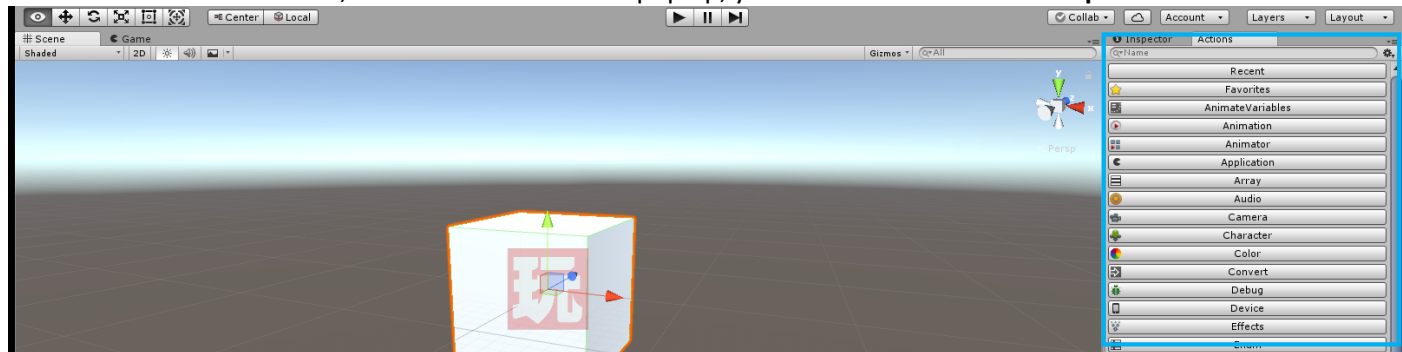 Center Local Collab Account Layers Layout
Scene Game Inspector Actions
Shaded 2D Gizmos All Name
Recent
Favorites
AnimateVariables
Animation
Animator
y
x
z
Persp
Application
Array
Audio
Camera
Character
Color
Convert
玩
Debug
Device
Effects
Enum